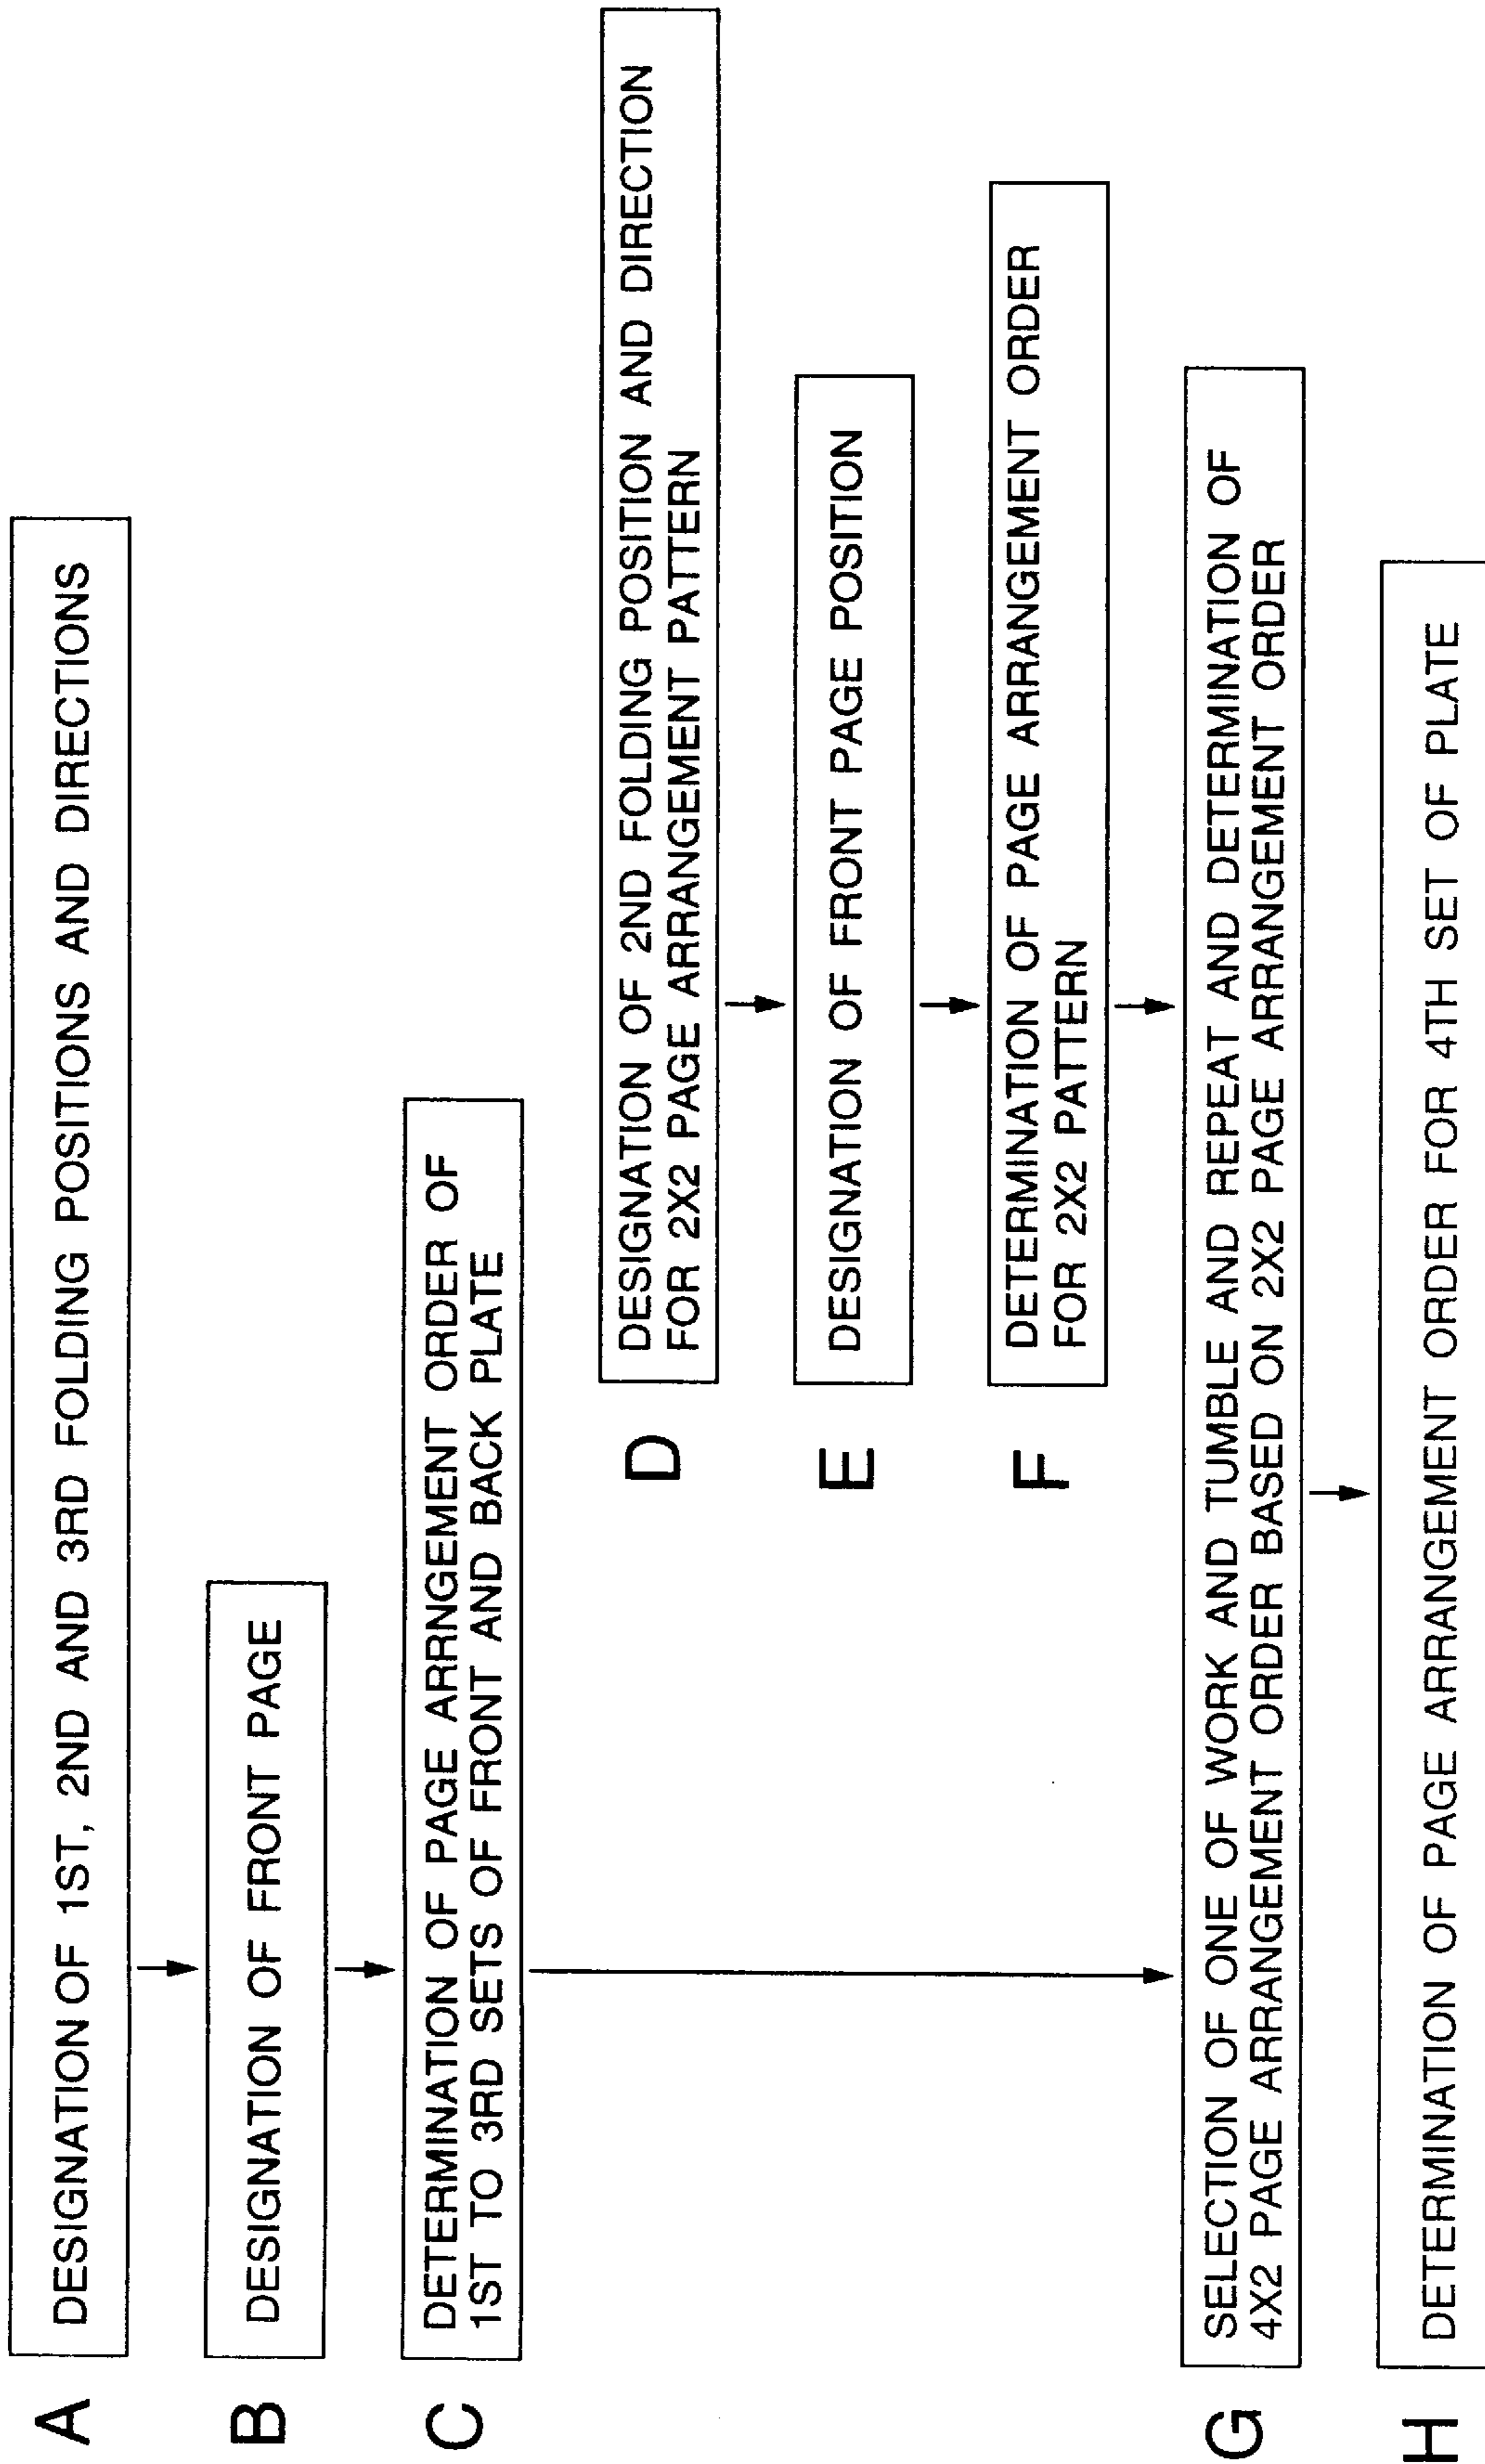 A
DESIGNATION OF 1ST, 2ND AND 3RD FOLDING POSITIONS AND DIRECTIONS
B
DESIGNATION OF FRONT PAGE
C
DETERMINATION OF PAGE ARRNGEMENT ORDER OF
1ST TO 3RD SETS OF FRONT AND BACK PLATE
D
DESIGNATION OF 2ND FOLDING POSITION AND DIRECTION
FOR 2X2 PAGE ARRANGEMENT PATTERN
E
DESIGNATION OF FRONT PAGE POSITION
F
DETERMINATION OF PAGE ARRANGEMENT ORDER
FOR 2X2 PATTERN
G
SELECTION OF ONE OF WORK AND TUMBLE AND REPEAT AND DETERMINATION OF
4X2 PAGE ARRANGEMENT ORDER BASED ON 2X2 PAGE ARRANGEMENT ORDER
H
DETERMINATION OF PAGE ARRANGEMENT ORDER FOR 4TH SET OF PLATE